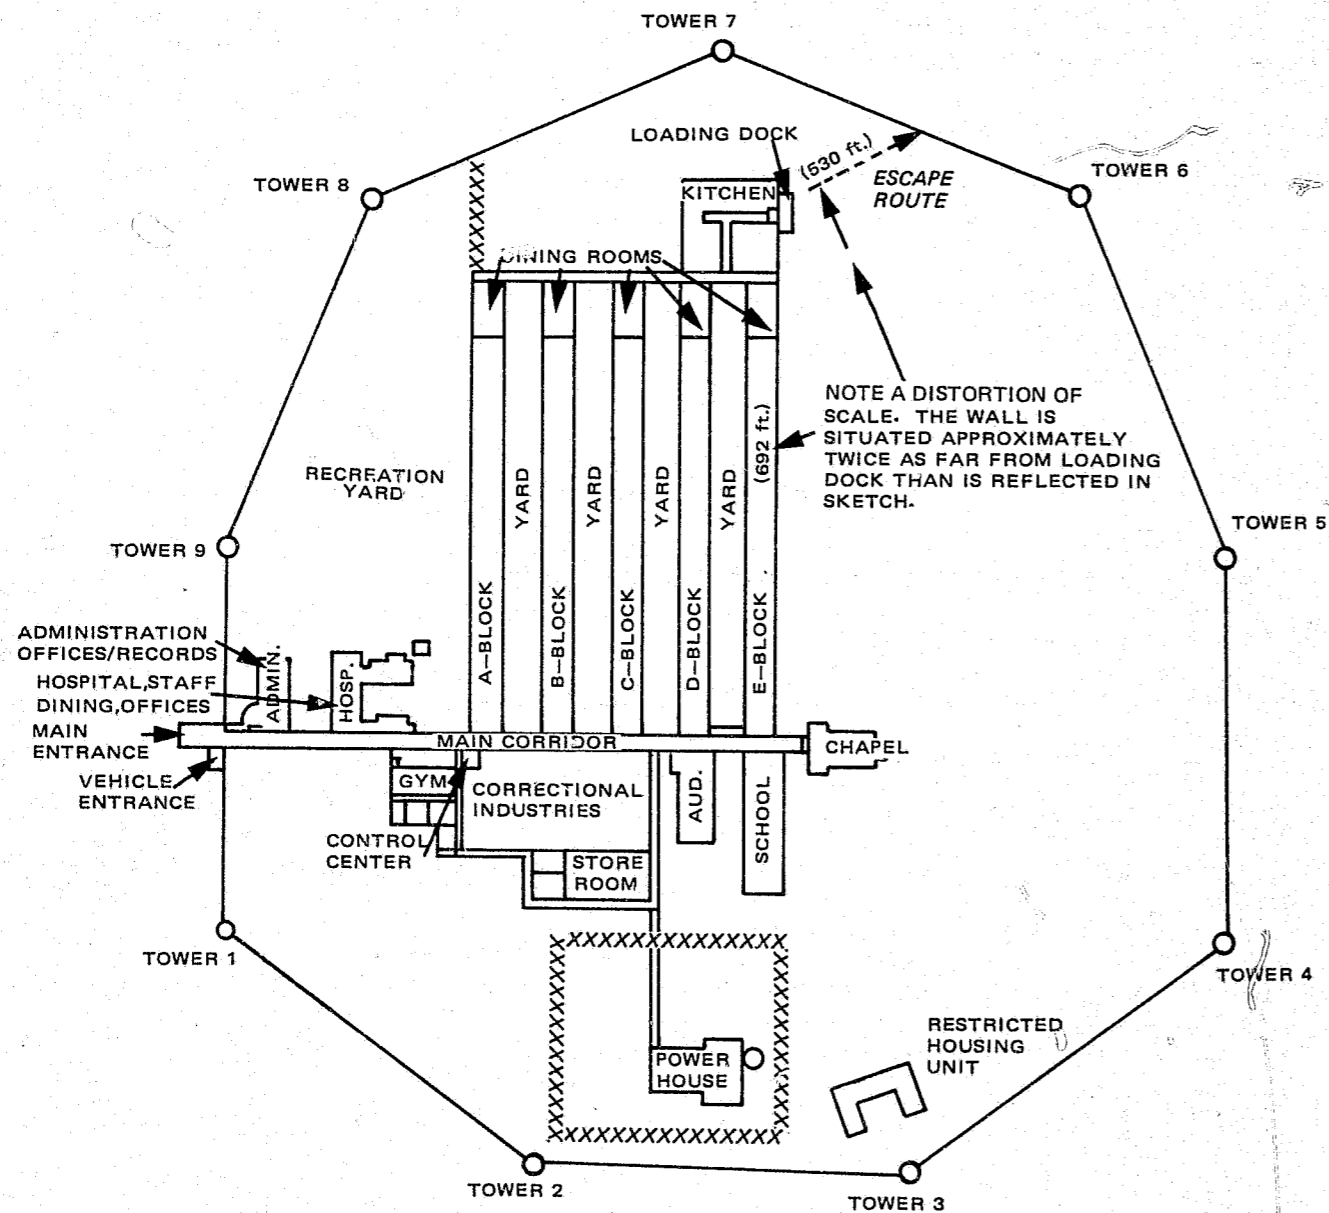 TOWER 7
LOADING DOCK
(530 ft.)
ESCAPE
ROUTE
TOWER 6
TOWER 8
KITCHEN
DINING ROOMS
NOTE A DISTORTION OF
SCALE. THE WALL IS
SITUATED APPROXIMATELY
TWICE AS FAR FROM LOADING
DOCK THAN IS REFLECTED IN
SKETCH.
(692 ft.)
RECREATION
YARD
YARD
YARD
YARD
YARD
TOWER 5
TOWER 9
A-BLOCK
B-BLOCK
C-BLOCK
D-BLOCK
E-BLOCK
ADMINISTRATION
OFFICES/RECORDS
ADMIN.
HOSPITAL, STAFF
DINING, OFFICES
HOSP.
MAIN
ENTRANCE
MAIN CORRIDOR
CHAPEL
VEHICLE
ENTRANCE
GYM
CORRECTIONAL
INDUSTRIES
AUD.
SCHOOL
CONTROL
CENTER
STORE
ROOM
TOWER 1
TOWER 4
XXXXXXXXXXXXXXX
RESTRICTED
HOUSING
UNIT
POWER
HOUSE
TOWER 2
TOWER 3